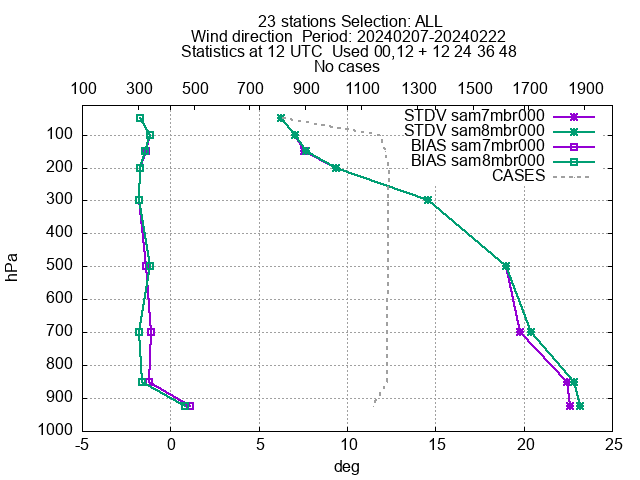 23 stations Selection: ALL
Wind direction  Period: 20240207-20240222
Statistics at 12 UTC  Used 00,12 + 12 24 36 48
No cases
100 300 500 700 900 1100 1300 1500 1700 1900
STDV sam7mbr000
STDV sam8mbr000
BIAS sam7mbr000
BIAS sam8mbr000
CASES
100
200
300
400
500
600
700
800
900
1000
hPa
-5 0 5 10 15 20 25
deg